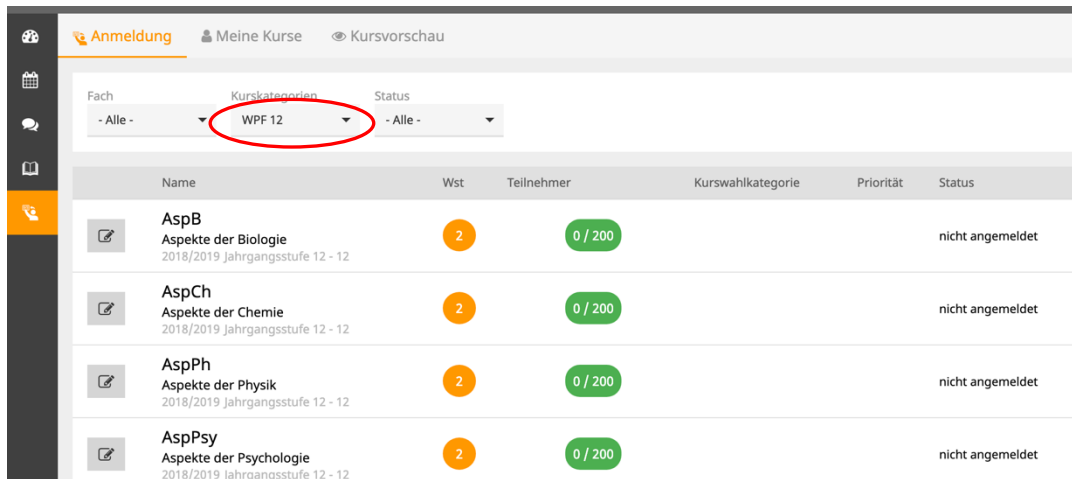 Anmeldung Meine Kurse Kursvorschau
Fach Kurskategorien Status
- Alle - WPF 12 - Alle -
Name Wst Teilnehmer Kurswahlkategorie Priorität Status
AspB
Aspekte der Biologie 2 0 / 200 nicht angemeldet
2018/2019 Jahrgangsstufe 12 - 12
AspCh
Aspekte der Chemie 2 0 / 200 nicht angemeldet
2018/2019 Jahrgangsstufe 12 - 12
AspPh
Aspekte der Physik 2 0 / 200 nicht angemeldet
2018/2019 Jahrgangsstufe 12 - 12
AspPsy
Aspekte der Psychologie 2 0 / 200 nicht angemeldet
2018/2019 Jahrgangsstufe 12 - 12